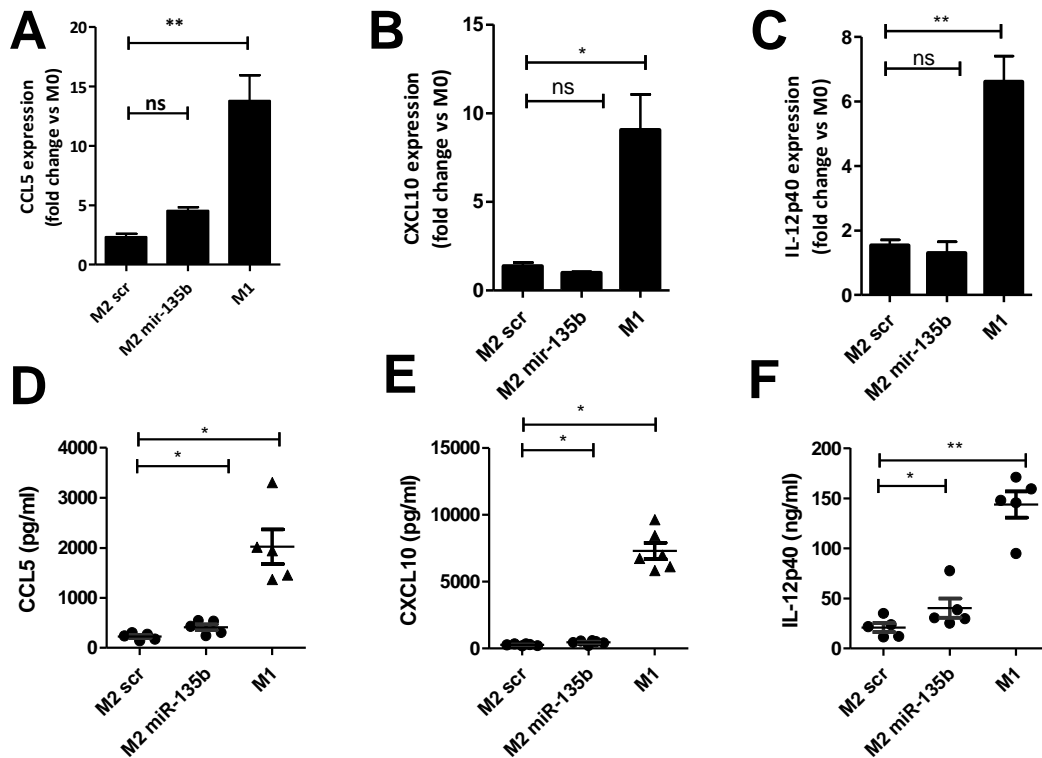 A
CCL5 expression
(fold change vs M0)
20
15
10
5
0
**
ns
M2 scr
M2 mir-135b
M1
B
CXCL10 expression
(fold change vs M0)
15
10
5
0
*
ns
M2 scr
M2 mir-135b
M1
C
IL-12p40 expression
(fold change vs M0)
8
6
4
2
0
**
ns
M2 scr
M2 mir-135b
M1
D
CCL5 (pg/ml)
4000
3000
2000
1000
0
*
*
M2 scr
M2 miR-135b
M1
E
CXCL10 (pg/ml)
15000
10000
5000
0
*
*
M2 scr
M2 miR-135b
M1
F
IL-12p40 (ng/ml)
200
150
100
50
0
**
*
M2 scr
M2 miR-135b
M1